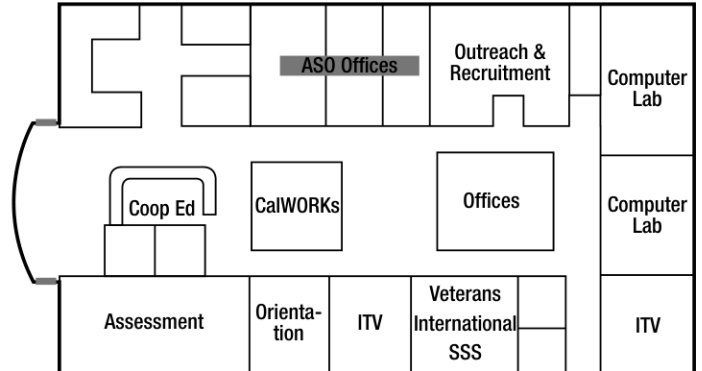 ASO Offices
Outreach &
Recruitment
Computer
Lab
Coop Ed
CalWORKs
Offices
Computer
Lab
Assessment
Orienta-
tion
ITV
Veterans
International
SSS
ITV